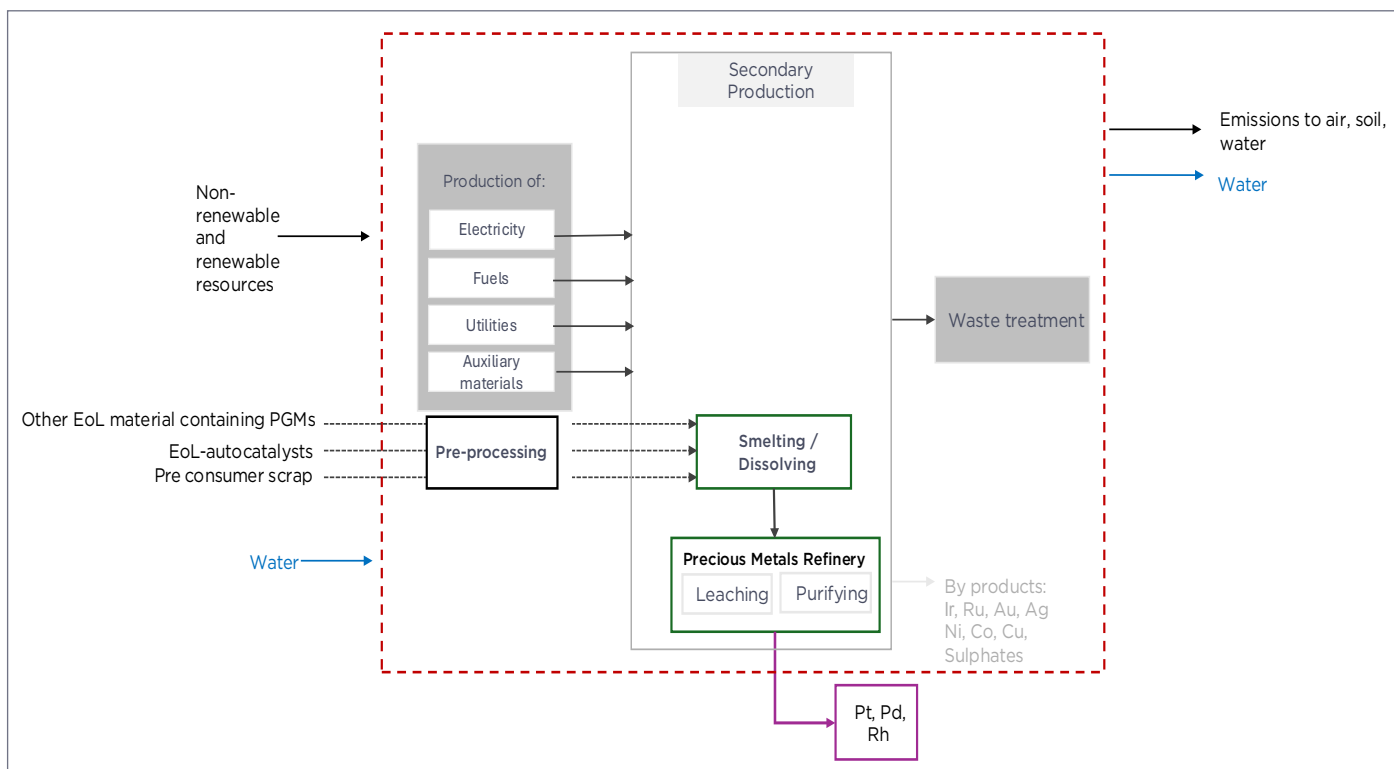 Secondary
Production
Emissions to air, soil,
water
Water
Production of:
Non-
renewable
and
renewable
resources
Electricity
Fuels
Utilities
Auxiliary
materials
Waste treatment
Other EoL material containing PGMs
EoL-autocatalysts
Pre consumer scrap
Pre-processing
Smelting /
Dissolving
Water
Precious Metals Refinery
Leaching
Purifying
By products:
Ir, Ru, Au, Ag
Ni, Co, Cu,
Sulphates
Pt, Pd,
Rh